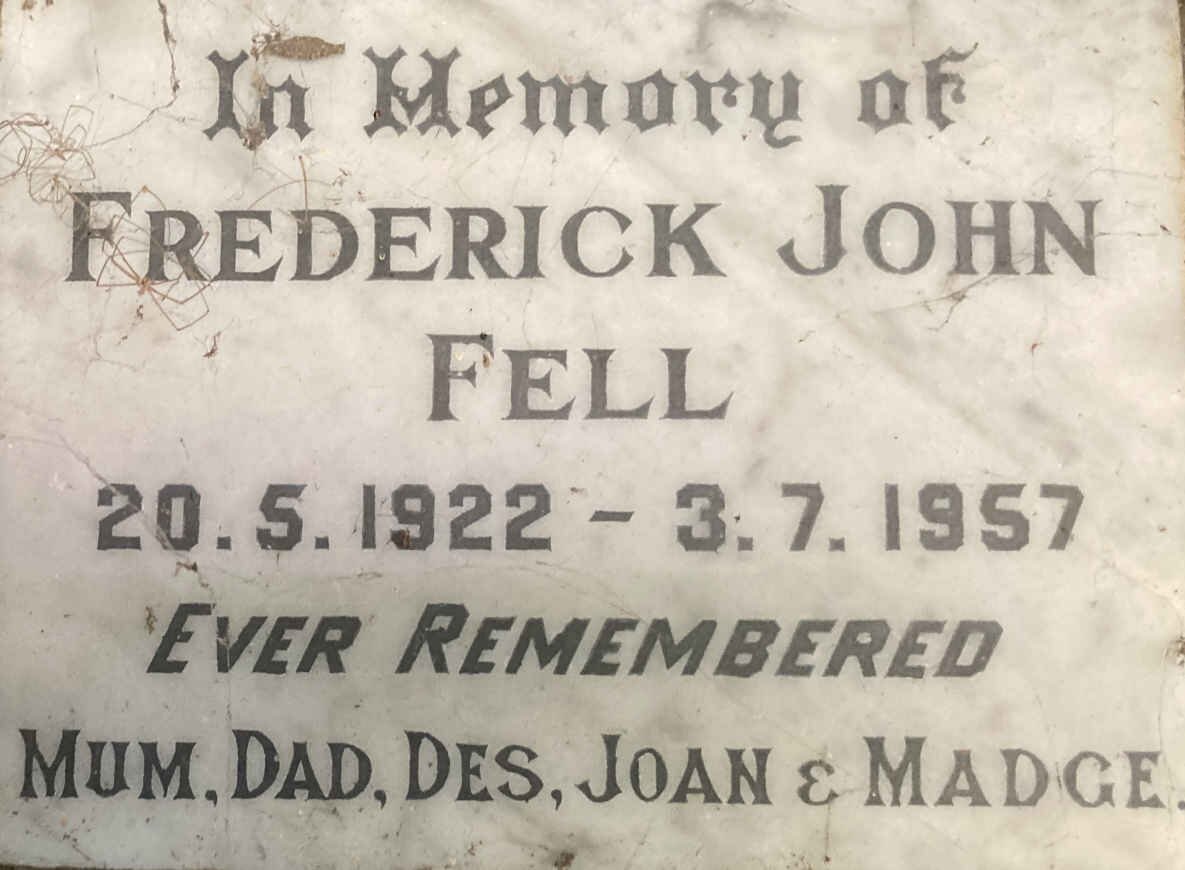 In Memory of
FREDERICK JOHN
FELL
20.5.1922 - 3.7.1957
EVER REMEMBERED
MUM, DAD, DES, JOAN & MADGE.